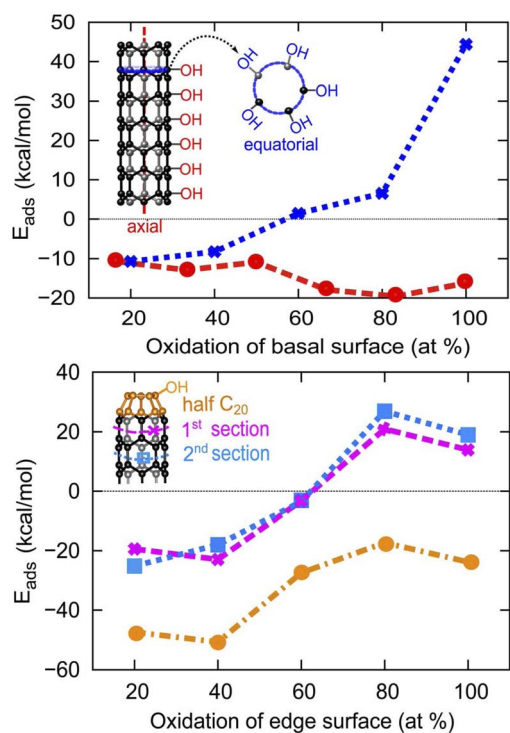 50
40
30
20
10
0
−10
−20
E_ads (kcal/mol)
OH
OH
OH
OH
OH
OH
axial
OH
OH
OH
OH
OH
equatorial
20 40 60 80 100
Oxidation of basal surface (at %)
40
20
0
−20
−40
−60
E_ads (kcal/mol)
OH
half C₂₀
1ˢᵗ section
2ⁿᵈ section
20 40 60 80 100
Oxidation of edge surface (at %)